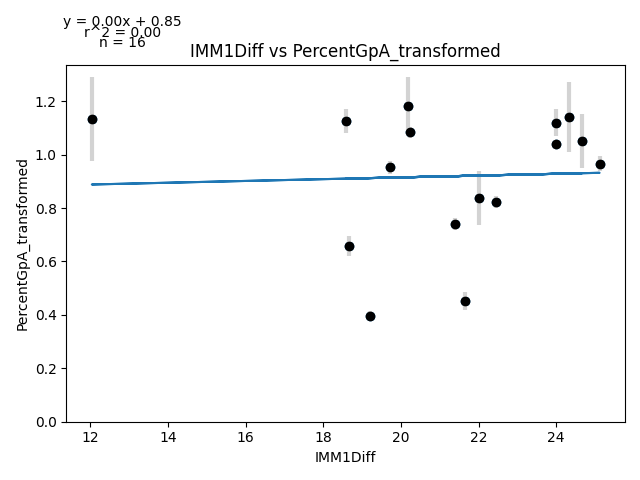 y = 0.00x + 0.85
r^2 = 0.00
n = 16
IMM1Diff vs PercentGpA_transformed
PercentGpA_transformed
1.2
1.0
0.8
0.6
0.4
0.2
0.0
12 14 16 18 20 22 24
IMM1Diff